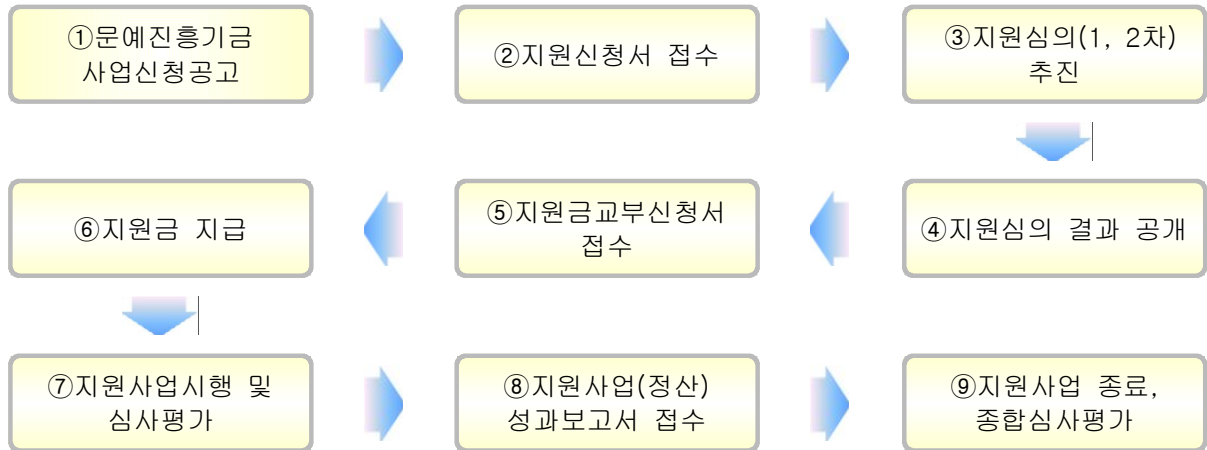 ①문예진흥기금
사업신청공고
②지원신청서 접수
③지원심의(1, 2차)
추진
④지원심의 결과 공개
⑤지원금교부신청서
접수
⑥지원금 지급
⑦지원사업시행 및
심사평가
⑧지원사업(정산)
성과보고서 접수
⑨지원사업 종료,
종합심사평가